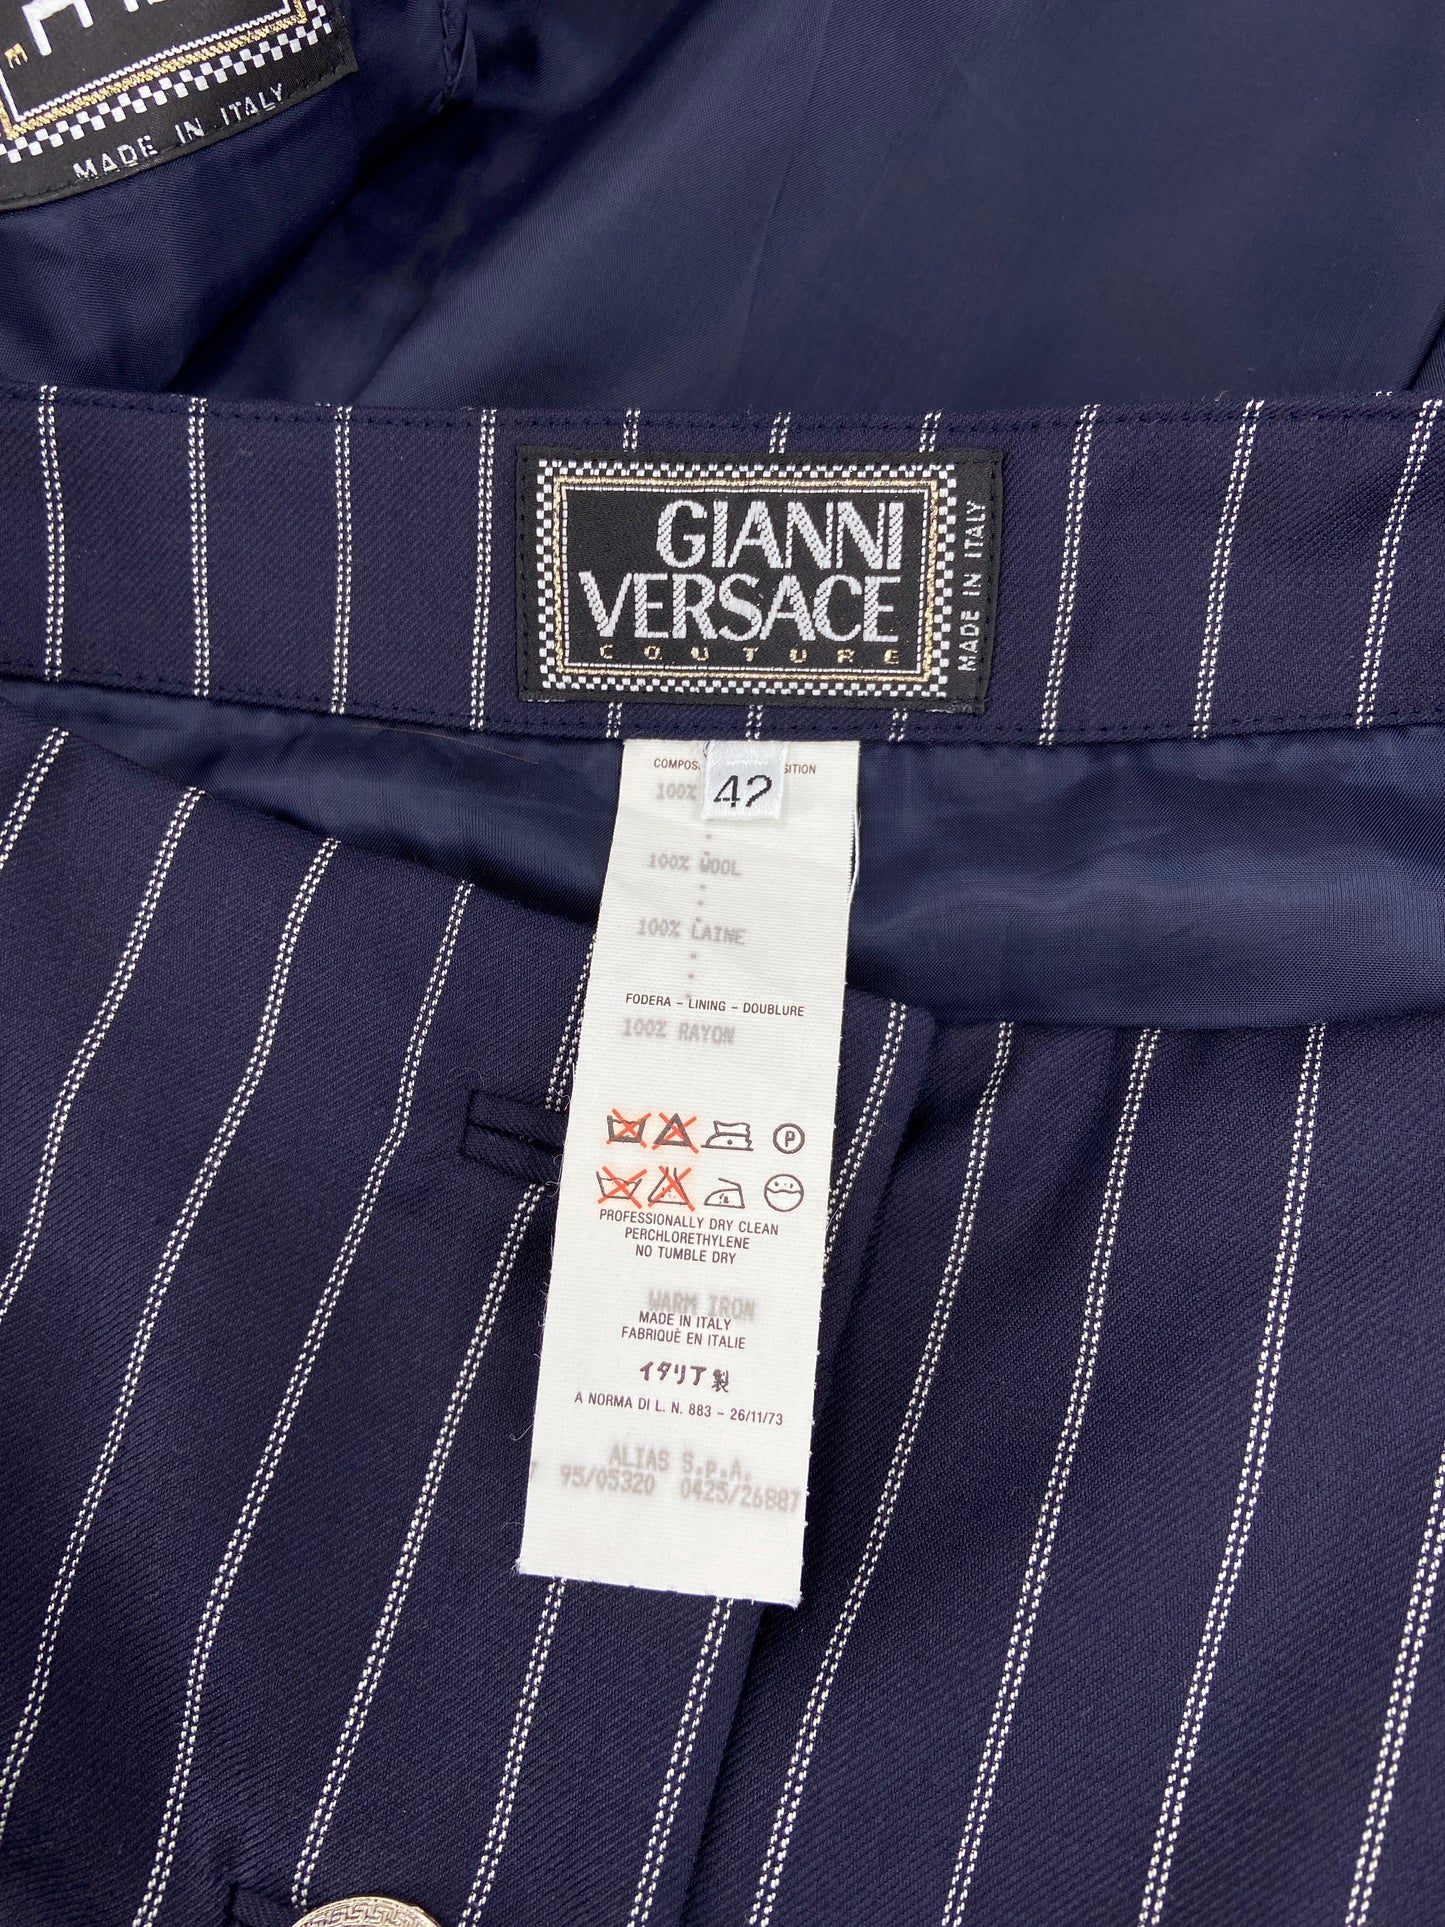 MADE IN ITALY
GIANNI
VERSACE
COUTURE
MADE IN ITALY
42
100%
100% WOOL
100% LAINE
FODERA - LINING - DOUBLURE
100% RAYON
P
PROFESSIONALLY DRY CLEAN
PERCHLORETHYLENE
NO TUMBLE DRY
WARM IRON
MADE IN ITALY
FABRIQUÈ EN ITALIE
イタリア製
A NORMA DI L. N. 883 - 26/11/73
ALIAS S.p.A.
95/05320 0425/26887